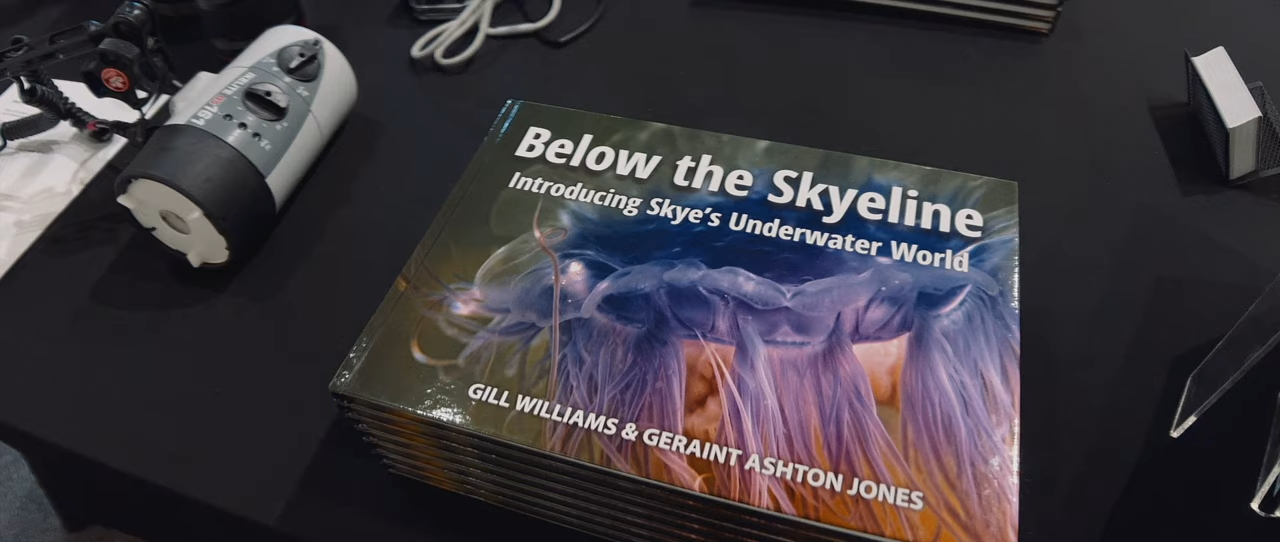 Below the Skyeline
Introducing Skye's Underwater World
GILL WILLIAMS & GERAINT ASHTON JONES